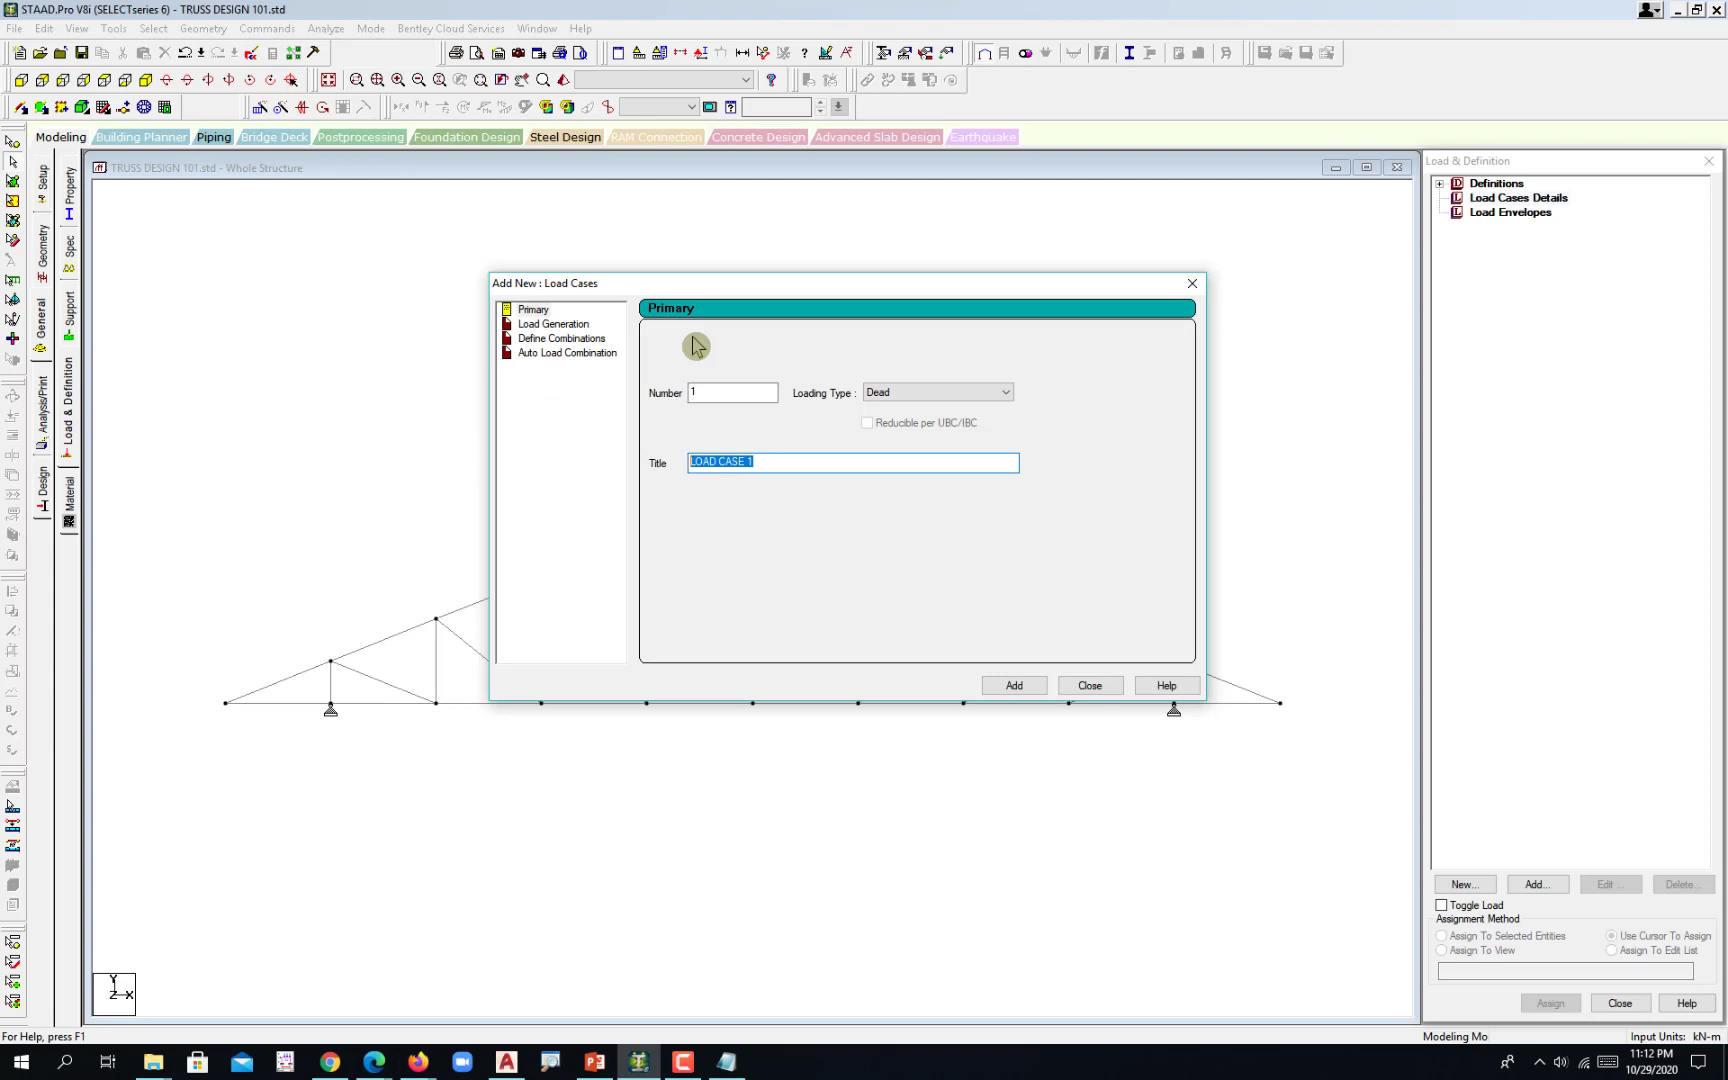 STAAD.Pro V8i (SELECTseries 6) - TRUSS DESIGN 101.std
File Edit View Tools Select Geometry Commands Analyze Mode Bentley Cloud Services Window Help
Modeling Building Planner Piping Bridge Deck Postprocessing Foundation Design Steel Design RAM Connection Concrete Design Advanced Slab Design Earthquake
Setup
Geometry
General
Analysis/Print
Design
Property
Spec
Support
Load & Definition
Material
TRUSS DESIGN 101.std - Whole Structure
Add New : Load Cases
Primary
Load Generation
Define Combinations
Auto Load Combination
Primary
Number 1 Loading Type : Dead
Reducible per UBC/IBC
Title LOAD CASE 1
Add Close Help
Y
Z X
Load & Definition
Definitions
Load Cases Details
Load Envelopes
New... Add... Edit... Delete...
Toggle Load
Assignment Method
Assign To Selected Entities Use Cursor To Assign
Assign To View Assign To Edit List
Assign Close Help
For Help, press F1 Modeling Mo Input Units: kN-m
11:12 PM
10/29/2020